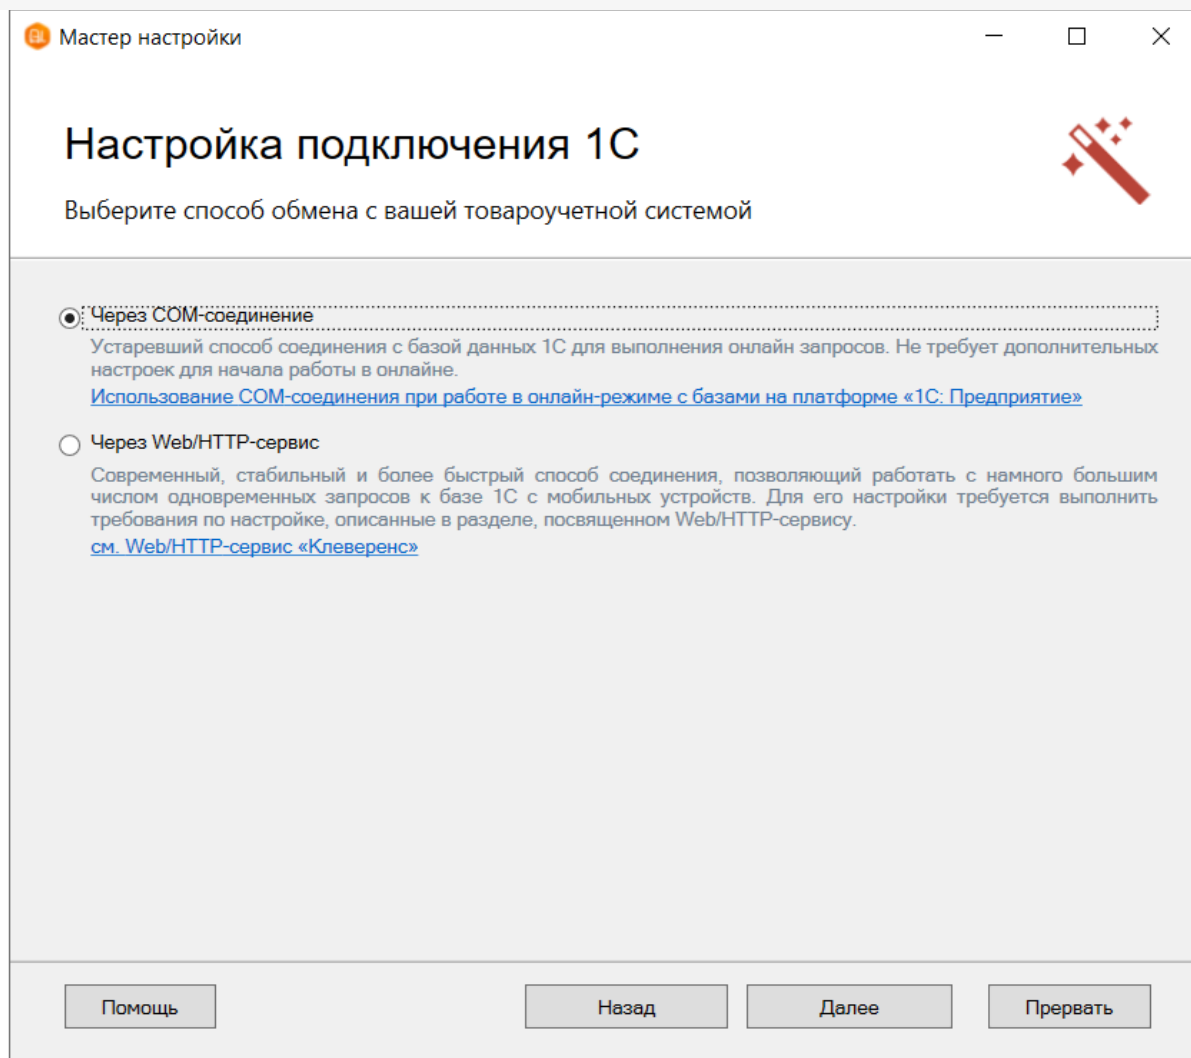 Мастер настройки
Настройка подключения 1С
Выберите способ обмена с вашей товароучетной системой
Через COM-соединение
Устаревший способ соединения с базой данных 1С для выполнения онлайн запросов. Не требует дополнительных
настроек для начала работы в онлайне.
Использование COM-соединения при работе в онлайн-режиме с базами на платформе «1С: Предприятие»
Через Web/HTTP-сервис
Современный, стабильный и более быстрый способ соединения, позволяющий работать с намного большим
числом одновременных запросов к базе 1С с мобильных устройств. Для его настройки требуется выполнить
требования по настройке, описанные в разделе, посвященном Web/HTTP-сервису.
см. Web/HTTP-сервис «Клеверенс»
Помощь
Назад
Далее
Прервать